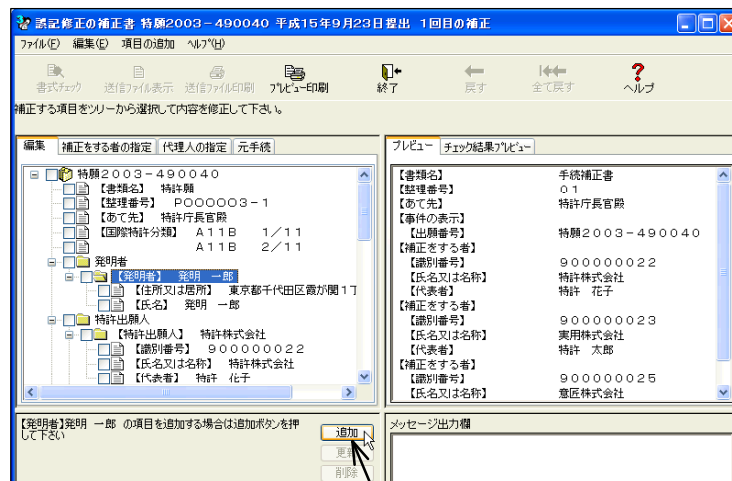 誤記修正の補正書 特願2003-490040 平成15年9月23日提出 1回目の補正
ファイル(F) 編集(E) 項目の追加 ヘルプ(H)
書式チェック 送信ファイル表示 送信ファイル印刷 プレビュー印刷 終了 戻す 全て戻す ヘルプ
補正する項目をツリーから選択して内容を修正して下さい。
編集 補正をする者の指定 代理人の指定 元手続
特願2003-490040
【書類名】 特許願
【整理番号】 P000003-1
【あて先】 特許庁長官殿
【国際特許分類】 A11B 1/11
A11B 2/11
発明者
【発明者】 発明 一郎
【住所又は居所】 東京都千代田区霞が関1丁
【氏名】 発明 一郎
特許出願人
【特許出願人】 特許株式会社
【識別番号】 900000022
【氏名又は名称】 特許株式会社
【代表者】 特許 花子
【発明者】発明 一郎 の項目を追加する場合は追加ボタンを押
して下さい
追加
更新
削除
プレビュー チェック結果プレビュー
【書類名】 手続補正書
【整理番号】 01
【あて先】 特許庁長官殿
【事件の表示】
【出願番号】 特願2003-490040
【補正をする者】
【識別番号】 900000022
【氏名又は名称】 特許株式会社
【代表者】 特許 花子
【補正をする者】
【識別番号】 900000023
【氏名又は名称】 実用株式会社
【代表者】 特許 太郎
【補正をする者】
【識別番号】 900000025
【氏名又は名称】 意匠株式会社
メッセージ出力欄